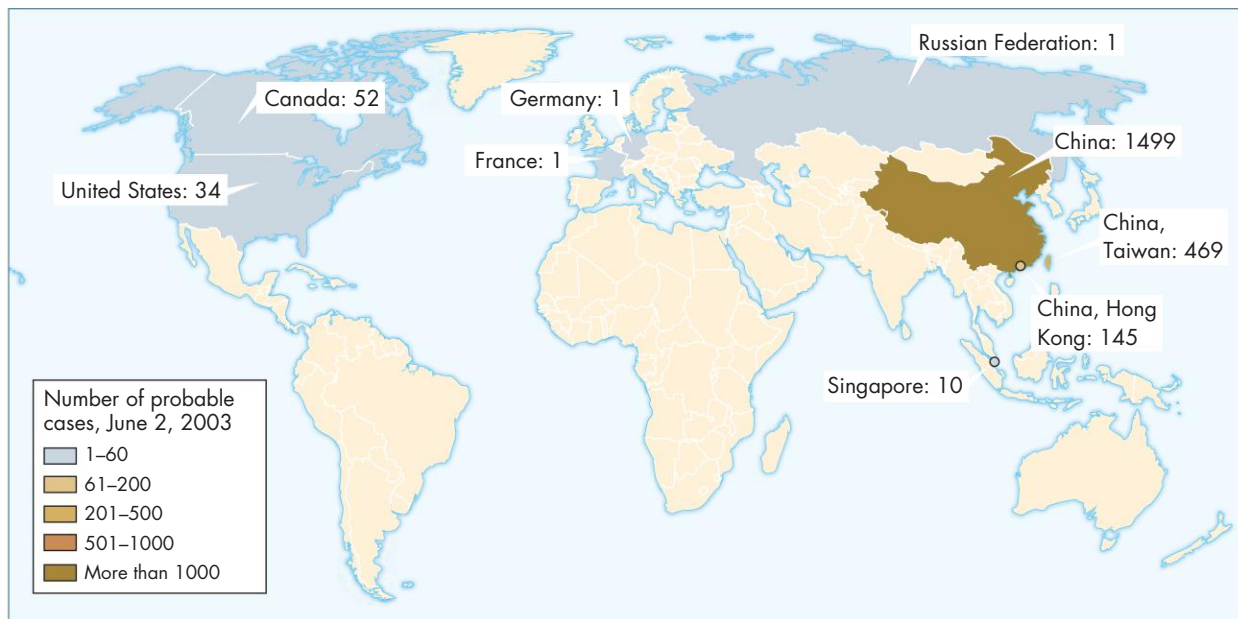 Russian Federation: 1
Canada: 52
Germany: 1
China: 1499
France: 1
United States: 34
China,
Taiwan: 469
China, Hong
Kong: 145
Singapore: 10
Number of probable
cases, June 2, 2003
1–60
61–200
201–500
501–1000
More than 1000